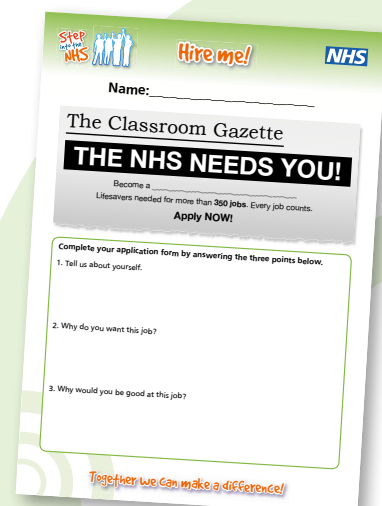 Step
into the
NHS
Hire me!
NHS
Name:
The Classroom Gazette
THE NHS NEEDS YOU!
Become a
Lifesavers needed for more than 350 jobs. Every job counts.
Apply NOW!
Complete your application form by answering the three points below.
1. Tell us about yourself.
2. Why do you want this job?
3. Why would you be good at this job?
Together we can make a difference!